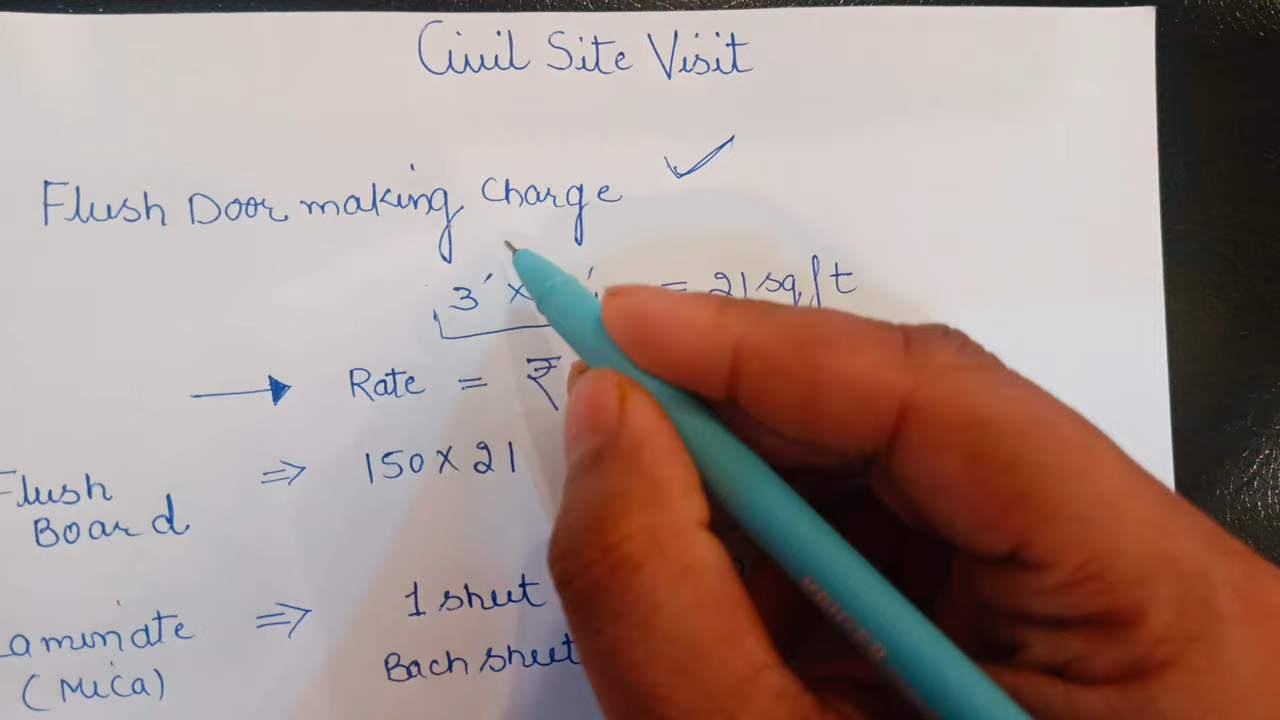 Civil Site Visit
Flush Door making charge
3' × ' = 21 sq/ft
Rate = ₹
Flush ⇒ 150 × 21
Board
Laminate ⇒ 1 sheet
(Mica) Bach sheet